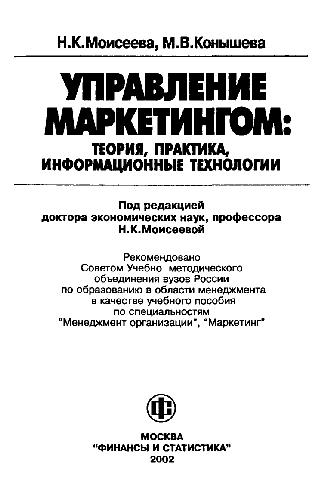 Н.К.Моисеева, М.В.Конышева
УПРАВЛЕНИЕ
МАРКЕТИНГОМ:
ТЕОРИЯ, ПРАКТИКА,
ИНФОРМАЦИОННЫЕ ТЕХНОЛОГИИ
Под редакцией
доктора экономических наук, профессора
Н.К.Моисеевой
Рекомендовано
Советом Учебно методического
объединения вузов России
по образованию в области менеджмента
в качестве учебного пособия
по специальностям
"Менеджмент организации", "Маркетинг"
ФС
МОСКВА
"ФИНАНСЫ И СТАТИСТИКА"
2002